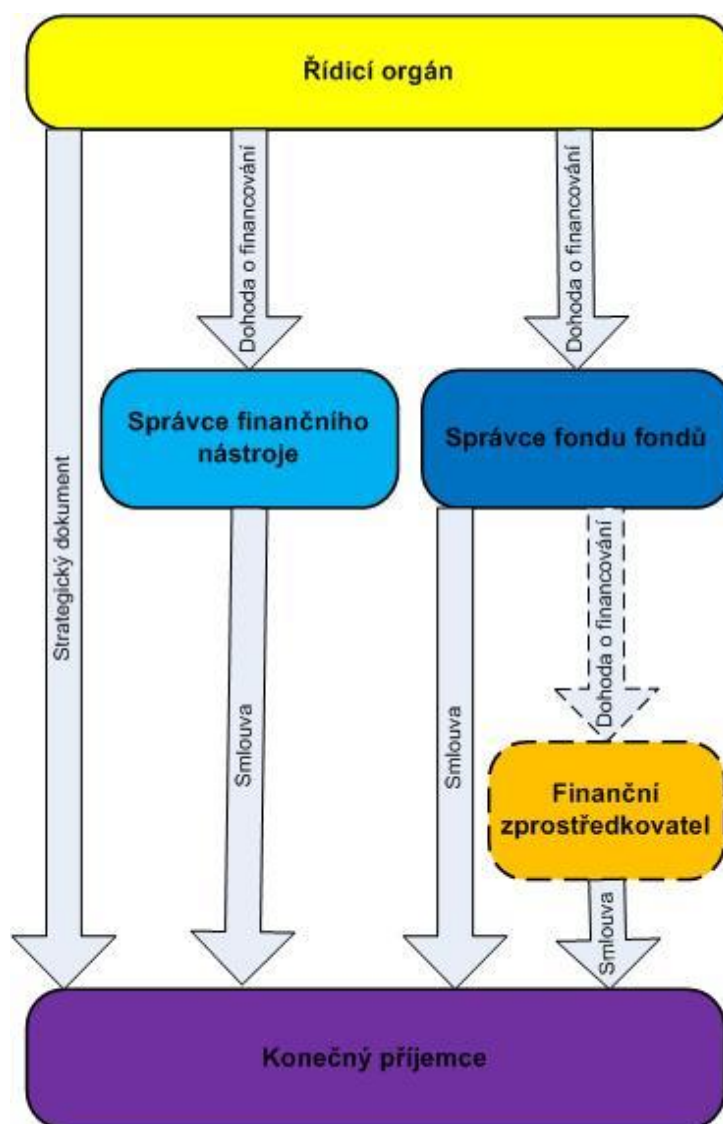 Řídicí orgán
Dohoda o financování
Dohoda o financování
Správce finančního
nástroje
Správce fondu fondů
Strategický dokument
Smlouva
Smlouva
Dohoda o financování
Finanční
zprostředkovatel
Smlouva
Konečný příjemce